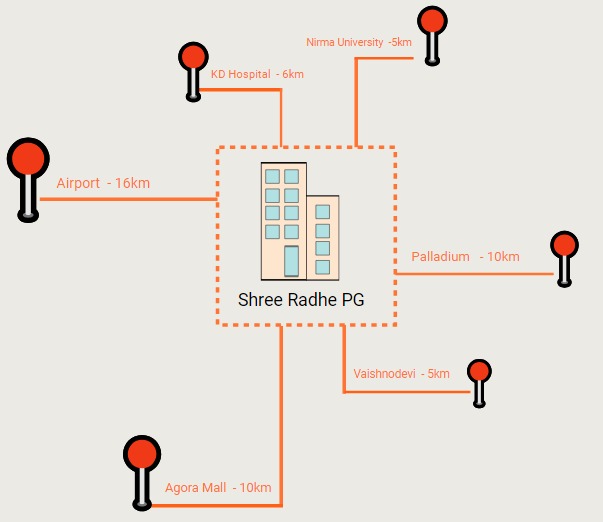 Nirma University -5km
KD Hospital - 6km
Airport - 16km
Palladium - 10km
Shree Radhe PG
Vaishnodevi - 5km
Agora Mall - 10km